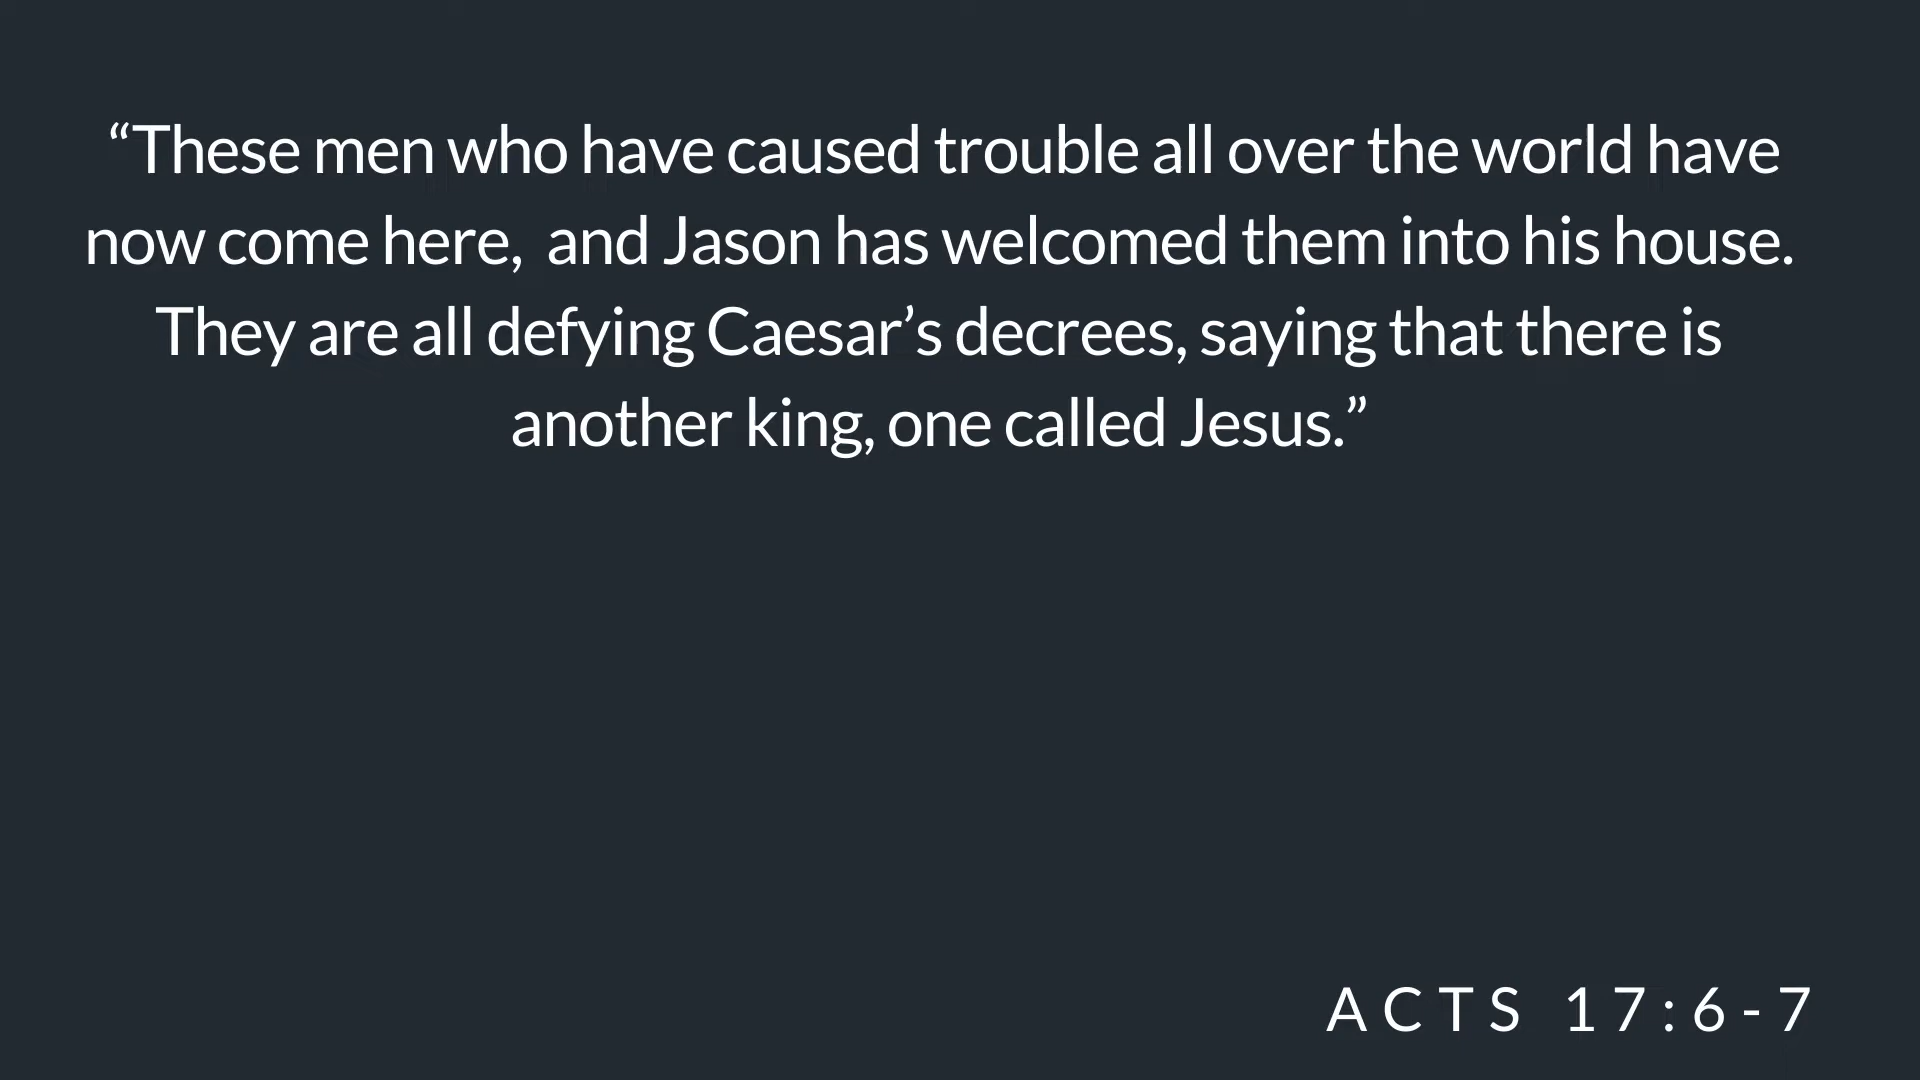 “These men who have caused trouble all over the world have
now come here,  and Jason has welcomed them into his house.
They are all defying Caesar’s decrees, saying that there is
another king, one called Jesus.”
ACTS 17:6-7